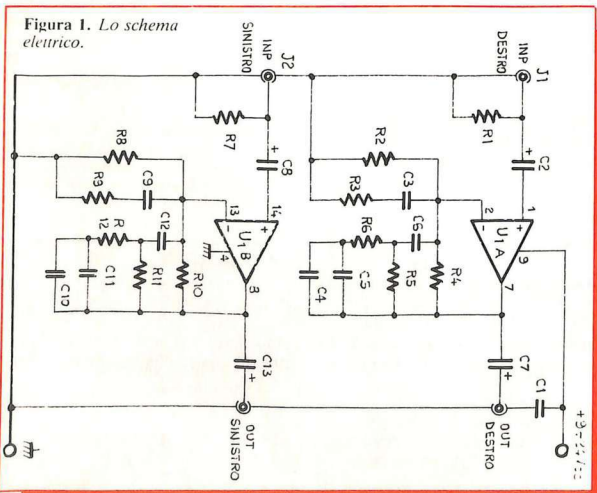 Figura 1. Lo schema
elettrico.
J2
INP
SINISTRO
J1
INP
DESTRO
R7
R1
C8
C2
R8
R2
R9
C9
R3
C3
13
14
2
1
U1B
U1A
4
9
R
12
C12
R6
C6
C11
R11
R10
C5
R5
R4
C10
C4
8
7
C13
C7
C1
OUT
SINISTRO
OUT
DESTRO